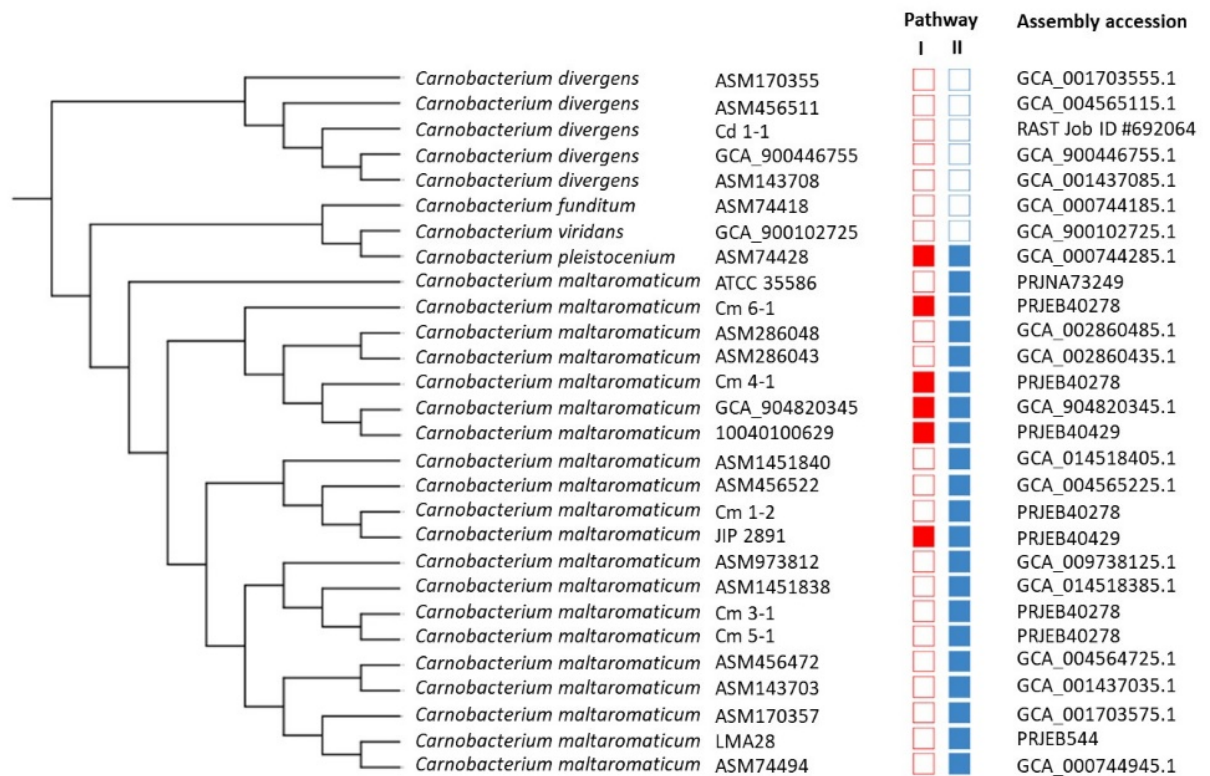 Pathway Assembly accession
I II
Carnobacterium divergens ASM170355 GCA_001703555.1
Carnobacterium divergens ASM456511 GCA_004565115.1
Carnobacterium divergens Cd 1-1 RAST Job ID #692064
Carnobacterium divergens GCA_900446755 GCA_900446755.1
Carnobacterium divergens ASM143708 GCA_001437085.1
Carnobacterium funditum ASM74418 GCA_000744185.1
Carnobacterium viridans GCA_900102725 GCA_900102725.1
Carnobacterium pleistocenium ASM74428 GCA_000744285.1
Carnobacterium maltaromaticum ATCC 35586 PRJNA73249
Carnobacterium maltaromaticum Cm 6-1 PRJEB40278
Carnobacterium maltaromaticum ASM286048 GCA_002860485.1
Carnobacterium maltaromaticum ASM286043 GCA_002860435.1
Carnobacterium maltaromaticum Cm 4-1 PRJEB40278
Carnobacterium maltaromaticum GCA_904820345 GCA_904820345.1
Carnobacterium maltaromaticum 10040100629 PRJEB40429
Carnobacterium maltaromaticum ASM1451840 GCA_014518405.1
Carnobacterium maltaromaticum ASM456522 GCA_004565225.1
Carnobacterium maltaromaticum Cm 1-2 PRJEB40278
Carnobacterium maltaromaticum JIP 2891 PRJEB40429
Carnobacterium maltaromaticum ASM973812 GCA_009738125.1
Carnobacterium maltaromaticum ASM1451838 GCA_014518385.1
Carnobacterium maltaromaticum Cm 3-1 PRJEB40278
Carnobacterium maltaromaticum Cm 5-1 PRJEB40278
Carnobacterium maltaromaticum ASM456472 GCA_004564725.1
Carnobacterium maltaromaticum ASM143703 GCA_001437035.1
Carnobacterium maltaromaticum ASM170357 GCA_001703575.1
Carnobacterium maltaromaticum LMA28 PRJEB544
Carnobacterium maltaromaticum ASM74494 GCA_000744945.1